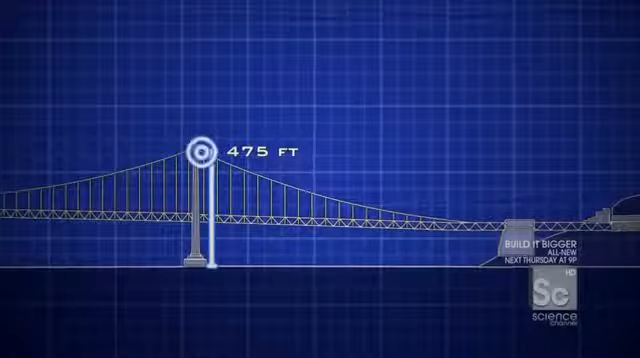 475 FT
BUILD IT BIGGER
ALL-NEW
NEXT THURSDAY AT 9P
HD
Sc
science
channel